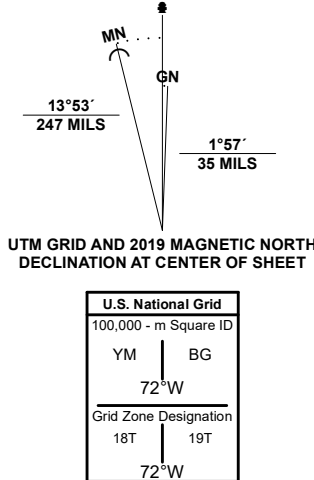 MN
GN
13°53´
247 MILS
1°57´
35 MILS
UTM GRID AND 2019 MAGNETIC NORTH
DECLINATION AT CENTER OF SHEET
U.S. National Grid
100,000 - m Square ID
YM BG
72°W
Grid Zone Designation
18T 19T
72°W